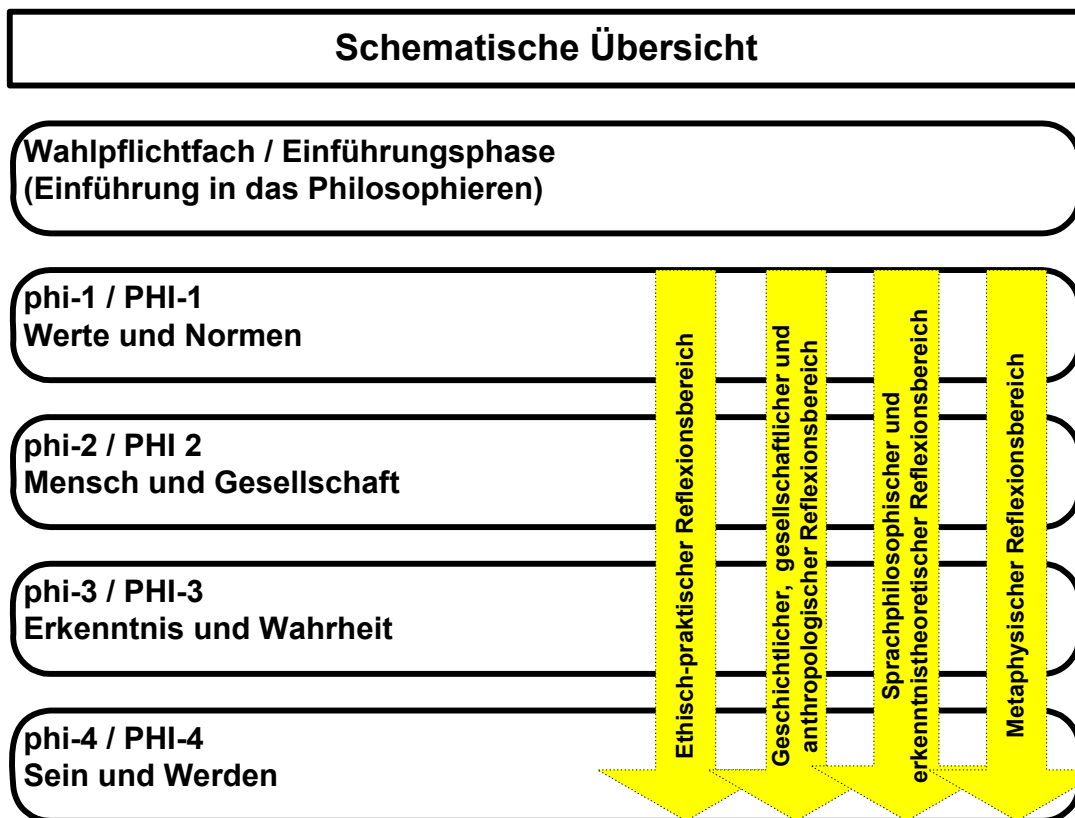 Schematische Übersicht
Wahlpflichtfach / Einführungsphase
(Einführung in das Philosophieren)
phi-1 / PHI-1
Werte und Normen
phi-2 / PHI 2
Mensch und Gesellschaft
phi-3 / PHI-3
Erkenntnis und Wahrheit
phi-4 / PHI-4
Sein und Werden
Ethisch-praktischer Reflexionsbereich
Geschichtlicher, gesellschaftlicher und
anthropologischer Reflexionsbereich
Sprachphilosophischer und
erkenntnistheoretischer Reflexionsbereich
Metaphysischer Reflexionsbereich